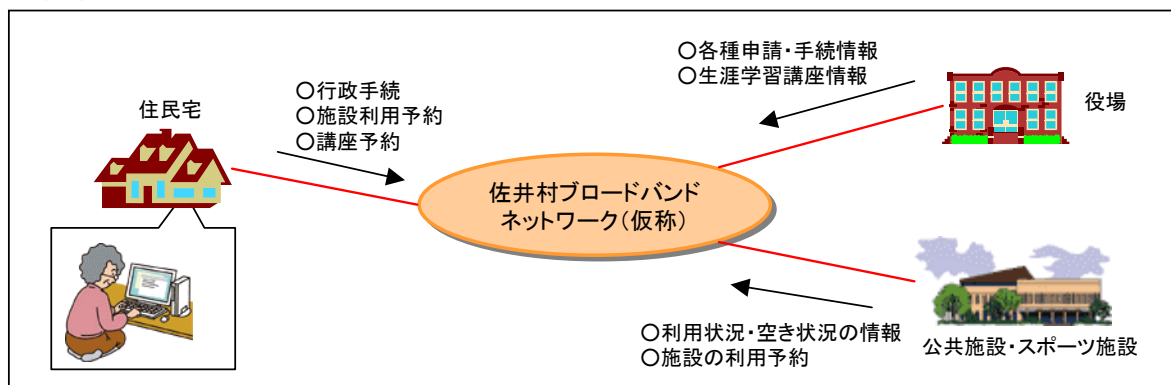 ○各種申請・手続情報
○生涯学習講座情報
役場
○行政手続
○施設利用予約
○講座予約
住民宅
佐井村ブロードバンド
ネットワーク(仮称)
○利用状況・空き状況の情報
○施設の利用予約
公共施設・スポーツ施設